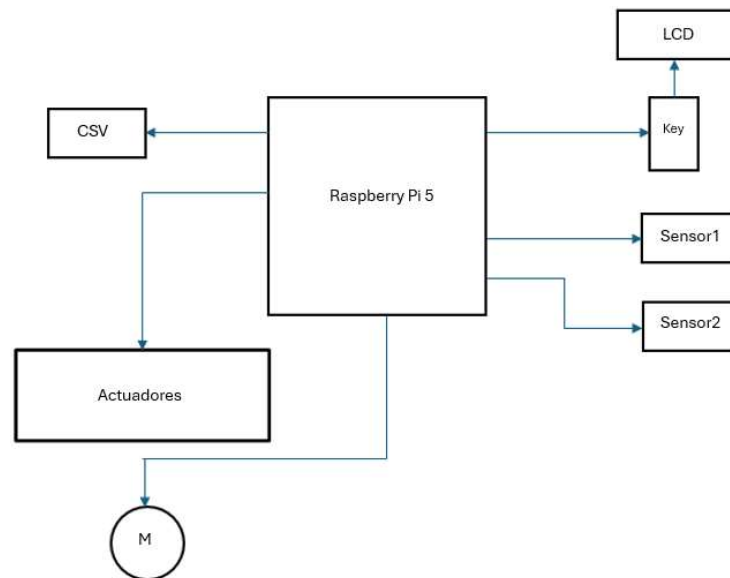 LCD
CSV
Key
Raspberry Pi 5
Sensor1
Sensor2
Actuadores
M